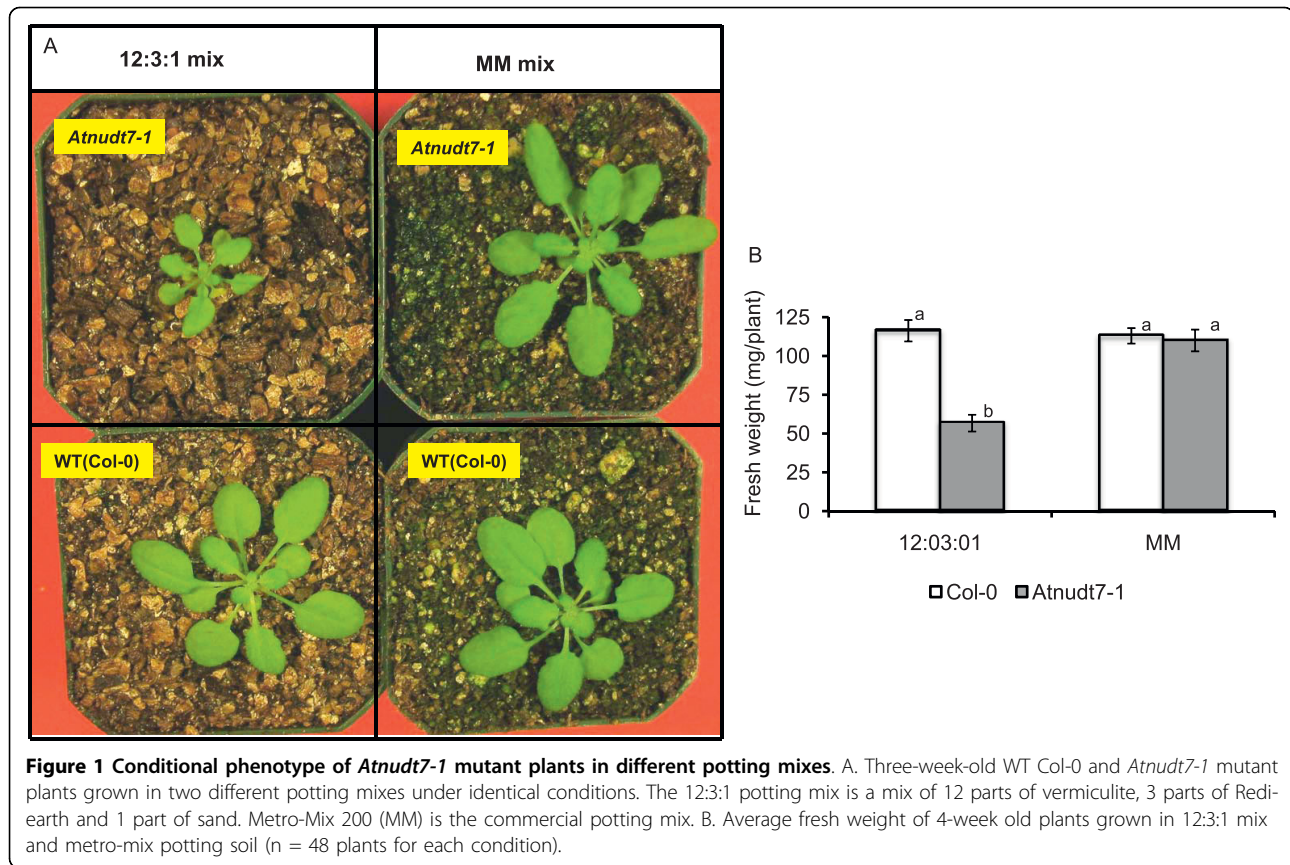 A
12:3:1 mix
MM mix
Atnudt7-1
Atnudt7-1
WT(Col-0)
WT(Col-0)
B
Fresh weight (mg/plant)
125
100
75
50
25
0
a
b
a
a
12:03:01
MM
Col-0
Atnudt7-1
Figure 1 Conditional phenotype of Atnudt7-1 mutant plants in different potting mixes. A. Three-week-old WT Col-0 and Atnudt7-1 mutant
plants grown in two different potting mixes under identical conditions. The 12:3:1 potting mix is a mix of 12 parts of vermiculite, 3 parts of Redi-
earth and 1 part of sand. Metro-Mix 200 (MM) is the commercial potting mix. B. Average fresh weight of 4-week old plants grown in 12:3:1 mix
and metro-mix potting soil (n = 48 plants for each condition).